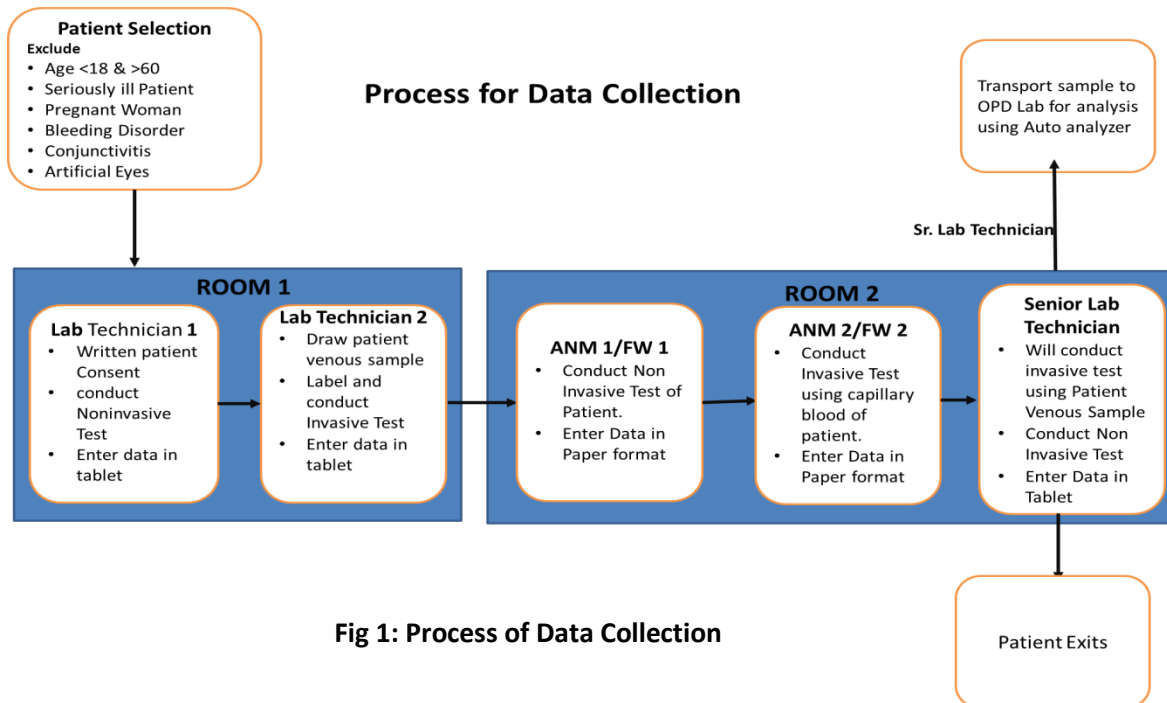 Patient Selection
Exclude
• Age <18 & >60
• Seriously ill Patient
• Pregnant Woman
• Bleeding Disorder
• Conjunctivitis
• Artificial Eyes
Process for Data Collection
Transport sample to
OPD Lab for analysis
using Auto analyzer
Sr. Lab Technician
ROOM 1
Lab Technician 1
• Written patient
Consent
• conduct
Noninvasive
Test
• Enter data in
tablet
Lab Technician 2
• Draw patient
venous sample
• Label and
conduct
Invasive Test
• Enter data in
tablet
ROOM 2
ANM 1/FW 1
• Conduct Non
Invasive Test of
Patient.
• Enter Data in
Paper format
ANM 2/FW 2
• Conduct
Invasive Test
using capillary
blood of
patient.
• Enter Data in
Paper format
Senior Lab
Technician
• Will conduct
invasive test
using Patient
Venous Sample
• Conduct Non
Invasive Test
• Enter Data in
Tablet
Patient Exits
Fig 1: Process of Data Collection